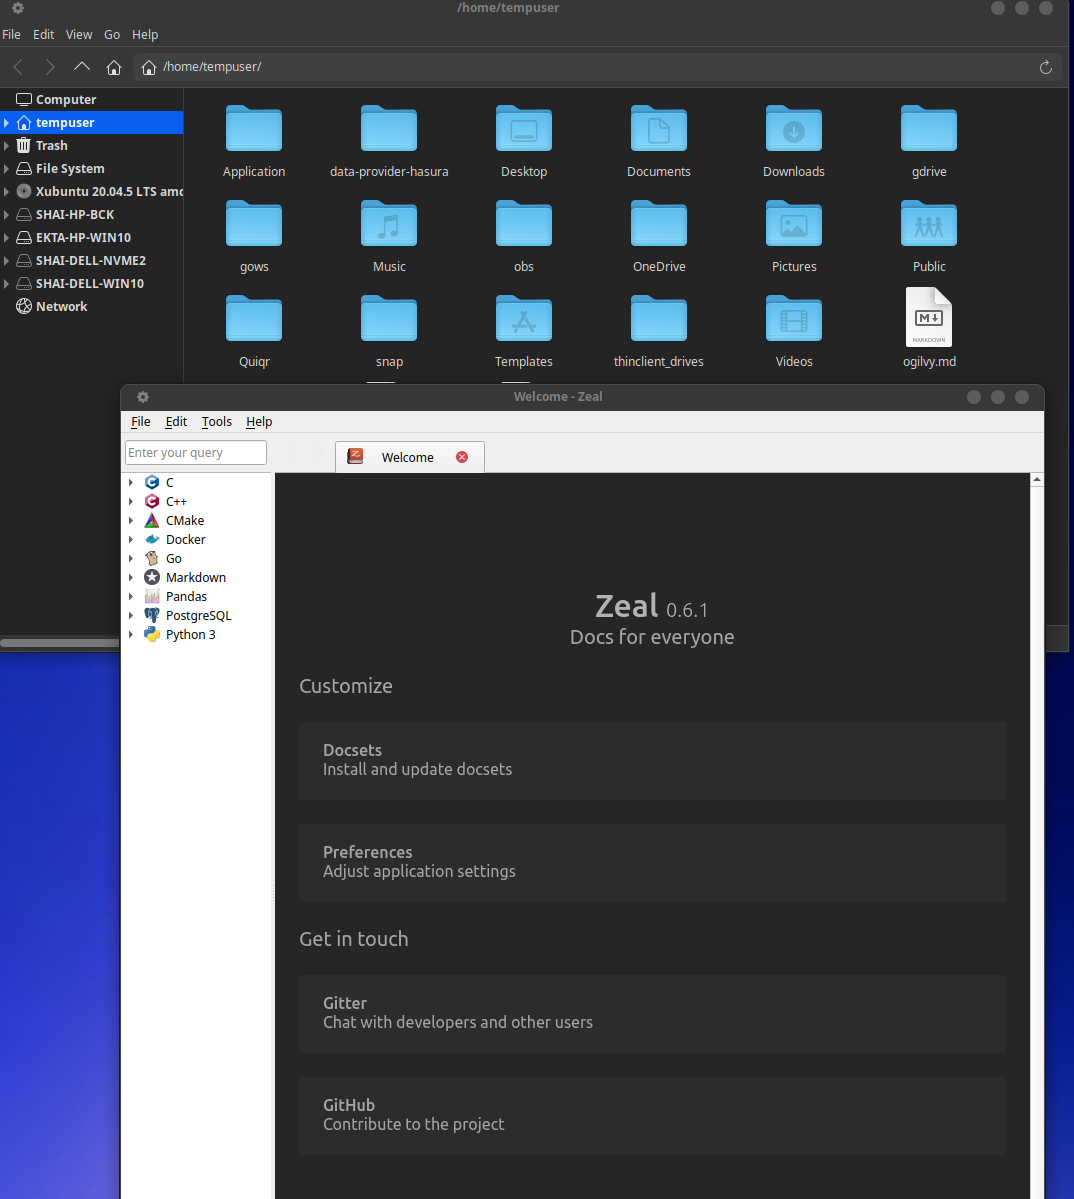 /home/tempuser
File Edit View Go Help
/home/tempuser/
Computer
tempuser
Trash
File System
Xubuntu 20.04.5 LTS amd
SHAI-HP-BCK
EKTA-HP-WIN10
SHAI-DELL-NVME2
SHAI-DELL-WIN10
Network
Application data-provider-hasura Desktop Documents Downloads gdrive
gows Music obs OneDrive Pictures Public
M
MARKDOWN
Quiqr snap Templates thinclient_drives Videos ogilvy.md
Welcome - Zeal
File Edit Tools Help
Enter your query
Welcome
C
C++
CMake
Docker
Go
Markdown
Pandas
PostgreSQL
Python 3
Zeal 0.6.1
Docs for everyone
Customize
Docsets
Install and update docsets
Preferences
Adjust application settings
Get in touch
Gitter
Chat with developers and other users
GitHub
Contribute to the project